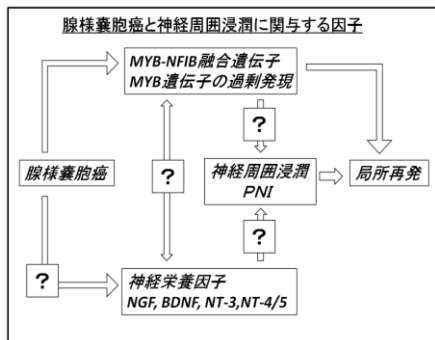 腺様嚢胞癌と神経周囲浸潤に関与する因子
MYB-NFIB融合遺伝子
MYB遺伝子の過剰発現
?
腺様嚢胞癌
?
神経周囲浸潤
PNI
局所再発
?
?
神経栄養因子
NGF, BDNF, NT-3,NT-4/5